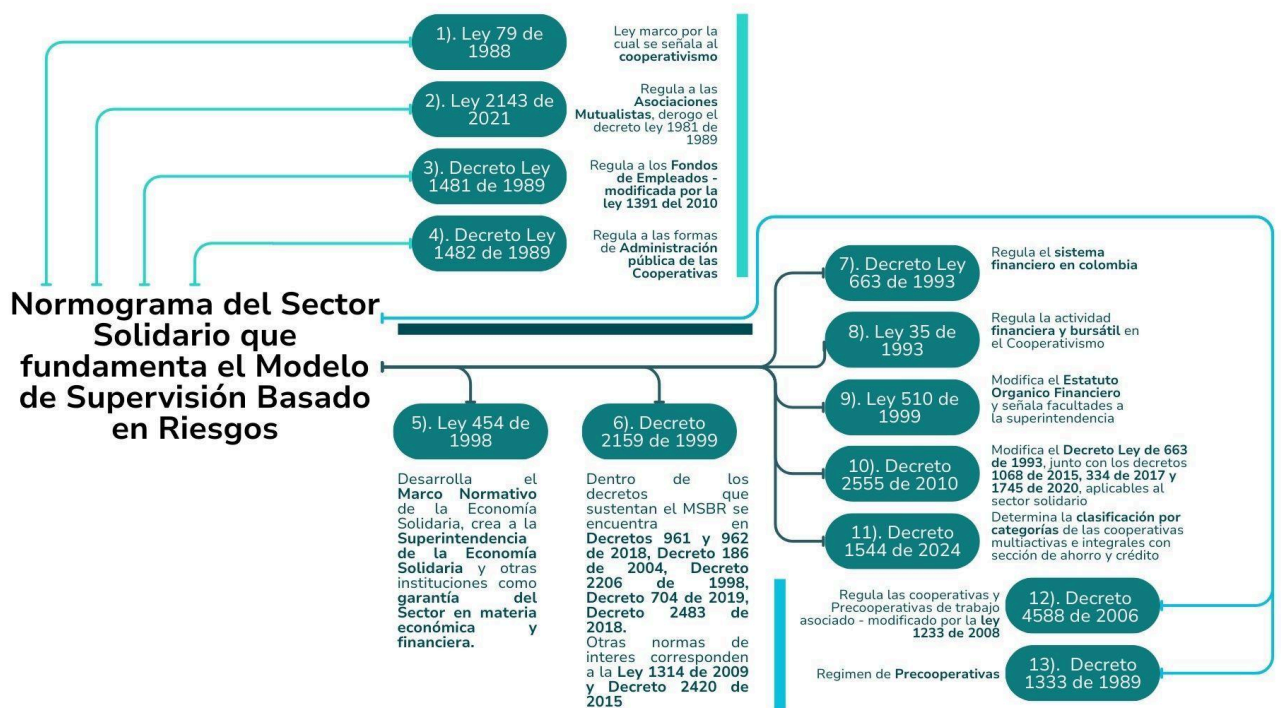 1). Ley 79 de
1988
Ley marco por la
cual se señala al
cooperativismo
2). Ley 2143 de
2021
Regula a las
Asociaciones
Mutualistas, derogo el
decreto ley 1981 de
1989
3). Decreto Ley
1481 de 1989
Regula a los Fondos
de Empleados -
modificada por la
ley 1391 del 2010
4). Decreto Ley
1482 de 1989
Regula a las formas
de Administración
pública de las
Cooperativas
Normograma del Sector
Solidario que
fundamenta el Modelo
de Supervisión Basado
en Riesgos
5). Ley 454 de
1998
Desarrolla el
Marco Normativo
de la Economía
Solidaria, crea a la
Superintendencia
de la Economía
Solidaria y otras
instituciones como
garantía del
Sector en materia
económica y
financiera.
6). Decreto
2159 de 1999
Dentro de los
decretos que
sustentan el MSBR se
encuentra en
Decretos 961 y 962
de 2018, Decreto 186
de 2004, Decreto
2206 de 1998,
Decreto 704 de 2019,
Decreto 2483 de
2018.
Otras normas de
interes corresponden
a la Ley 1314 de 2009
y Decreto 2420 de
2015
7). Decreto Ley
663 de 1993
Regula el sistema
financiero en colombia
8). Ley 35 de
1993
Regula la actividad
financiera y bursátil en
el Cooperativismo
9). Ley 510 de
1999
Modifica el Estatuto
Organico Financiero
y señala facultades a
la superintendencia
10). Decreto
2555 de 2010
Modifica el Decreto Ley de 663
de 1993, junto con los decretos
1068 de 2015, 334 de 2017 y
1745 de 2020, aplicables al
sector solidario
11). Decreto
1544 de 2024
Determina la clasificación por
categorías de las cooperativas
multiactivas e integrales con
sección de ahorro y crédito
Regula las cooperativas y
Precooperativas de trabajo
asociado - modificado por la ley
1233 de 2008
12). Decreto
4588 de 2006
Regimen de Precooperativas
13). Decreto
1333 de 1989